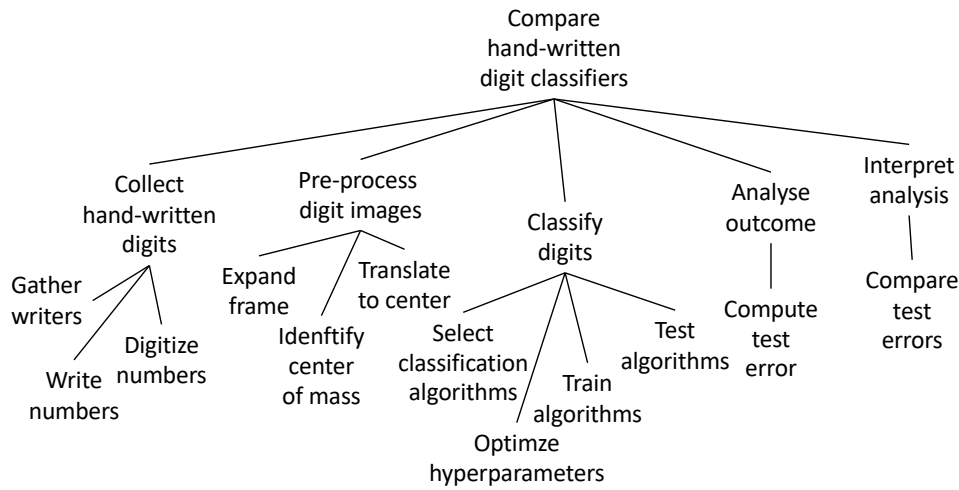 Compare
hand-written
digit classifiers
Collect
hand-written
digits
Pre-process
digit images
Classify
digits
Analyse
outcome
Interpret
analysis
Gather
writers
Write
numbers
Digitize
numbers
Expand
frame
Idenftify
center
of mass
Translate
to center
Select
classification
algorithms
Optimze
hyperparameters
Train
algorithms
Test
algorithms
Compute
test
error
Compare
test
errors